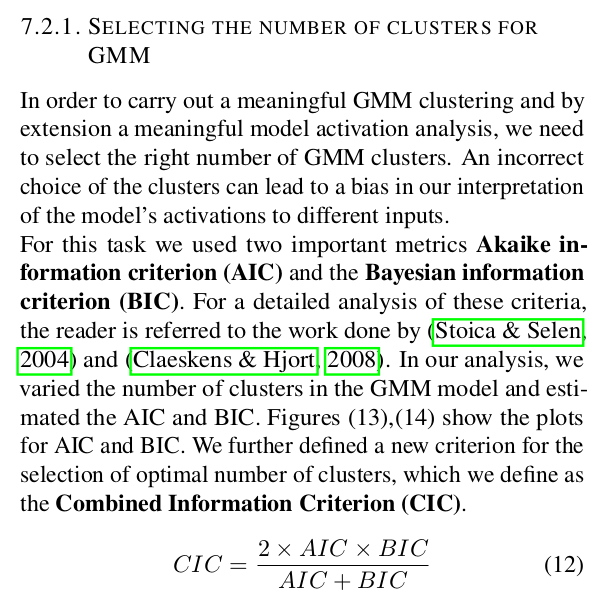 7.2.1. SELECTING THE NUMBER OF CLUSTERS FOR
GMM
In order to carry out a meaningful GMM clustering and by
extension a meaningful model activation analysis, we need
to select the right number of GMM clusters. An incorrect
choice of the clusters can lead to a bias in our interpretation
of the model's activations to different inputs.
For this task we used two important metrics Akaike in-
formation criterion (AIC) and the Bayesian information
criterion (BIC). For a detailed analysis of these criteria,
the reader is referred to the work done by (Stoica & Selen,
2004) and (Claeskens & Hjort, 2008). In our analysis, we
varied the number of clusters in the GMM model and esti-
mated the AIC and BIC. Figures (13),(14) show the plots
for AIC and BIC. We further defined a new criterion for the
selection of optimal number of clusters, which we define as
the Combined Information Criterion (CIC).
CIC = \frac{2 × AIC × BIC}{AIC + BIC} (12)